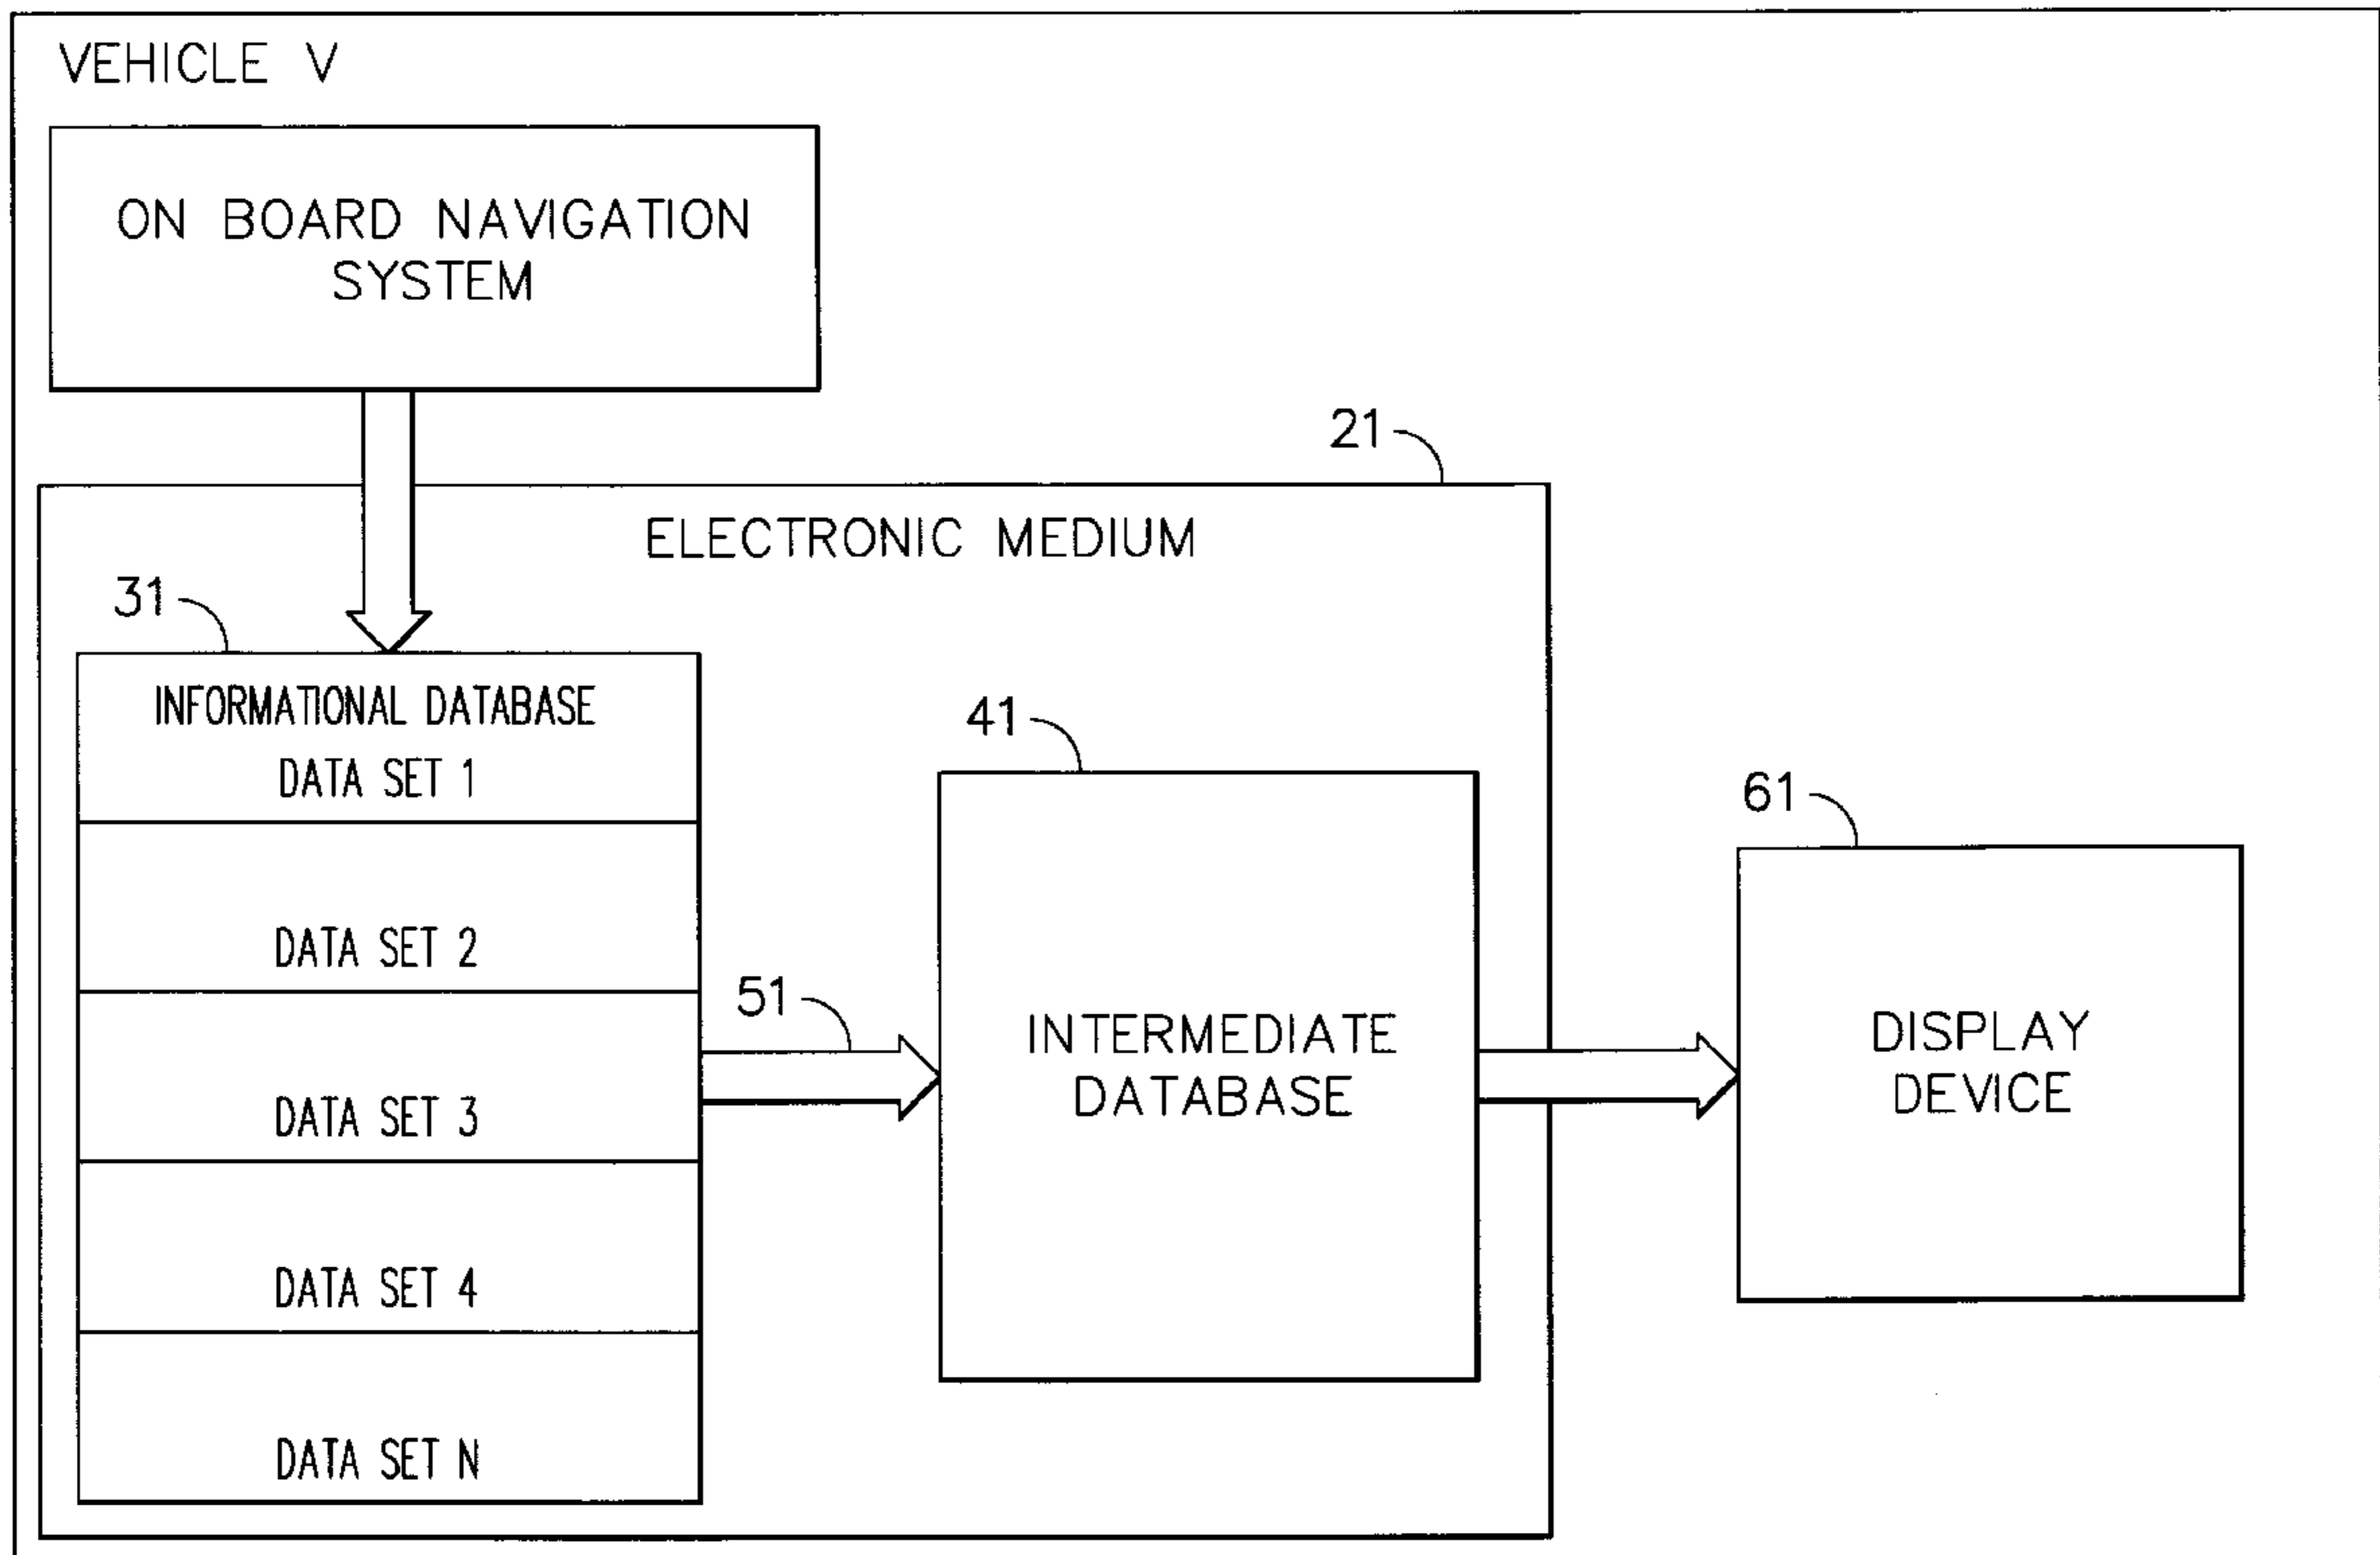 VEHICLE V
ON BOARD NAVIGATION
SYSTEM
21
ELECTRONIC MEDIUM
31
INFORMATIONAL DATABASE
DATA SET 1
41
61
DATA SET 2
51
INTERMEDIATE
DATABASE
DISPLAY
DEVICE
DATA SET 3
DATA SET 4
DATA SET N